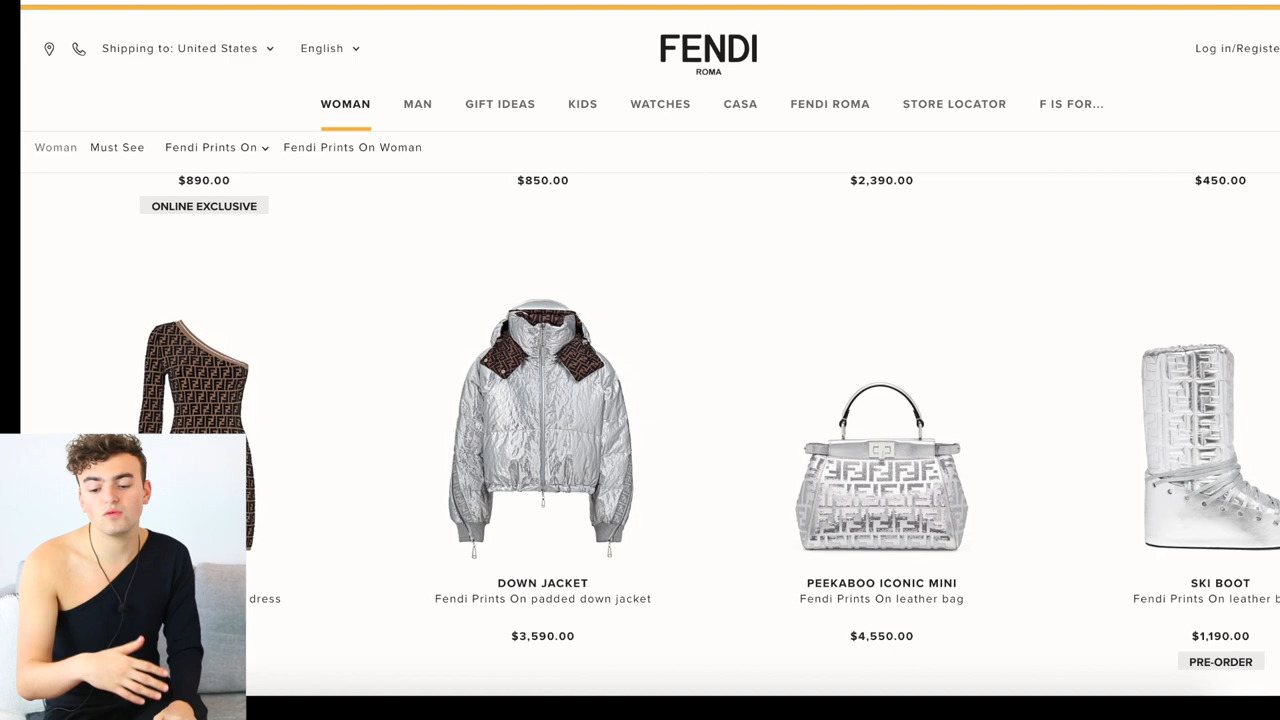 Shipping to: United States
English
FENDI
ROMA
Log in/Registe
WOMAN
MAN
GIFT IDEAS
KIDS
WATCHES
CASA
FENDI ROMA
STORE LOCATOR
F IS FOR...
Woman
Must See
Fendi Prints On
Fendi Prints On Woman
$890.00
$850.00
$2,390.00
$450.00
ONLINE EXCLUSIVE
dress
DOWN JACKET
Fendi Prints On padded down jacket
$3,590.00
PEEKABOO ICONIC MINI
Fendi Prints On leather bag
$4,550.00
SKI BOOT
Fendi Prints On leather b
$1,190.00
PRE-ORDER